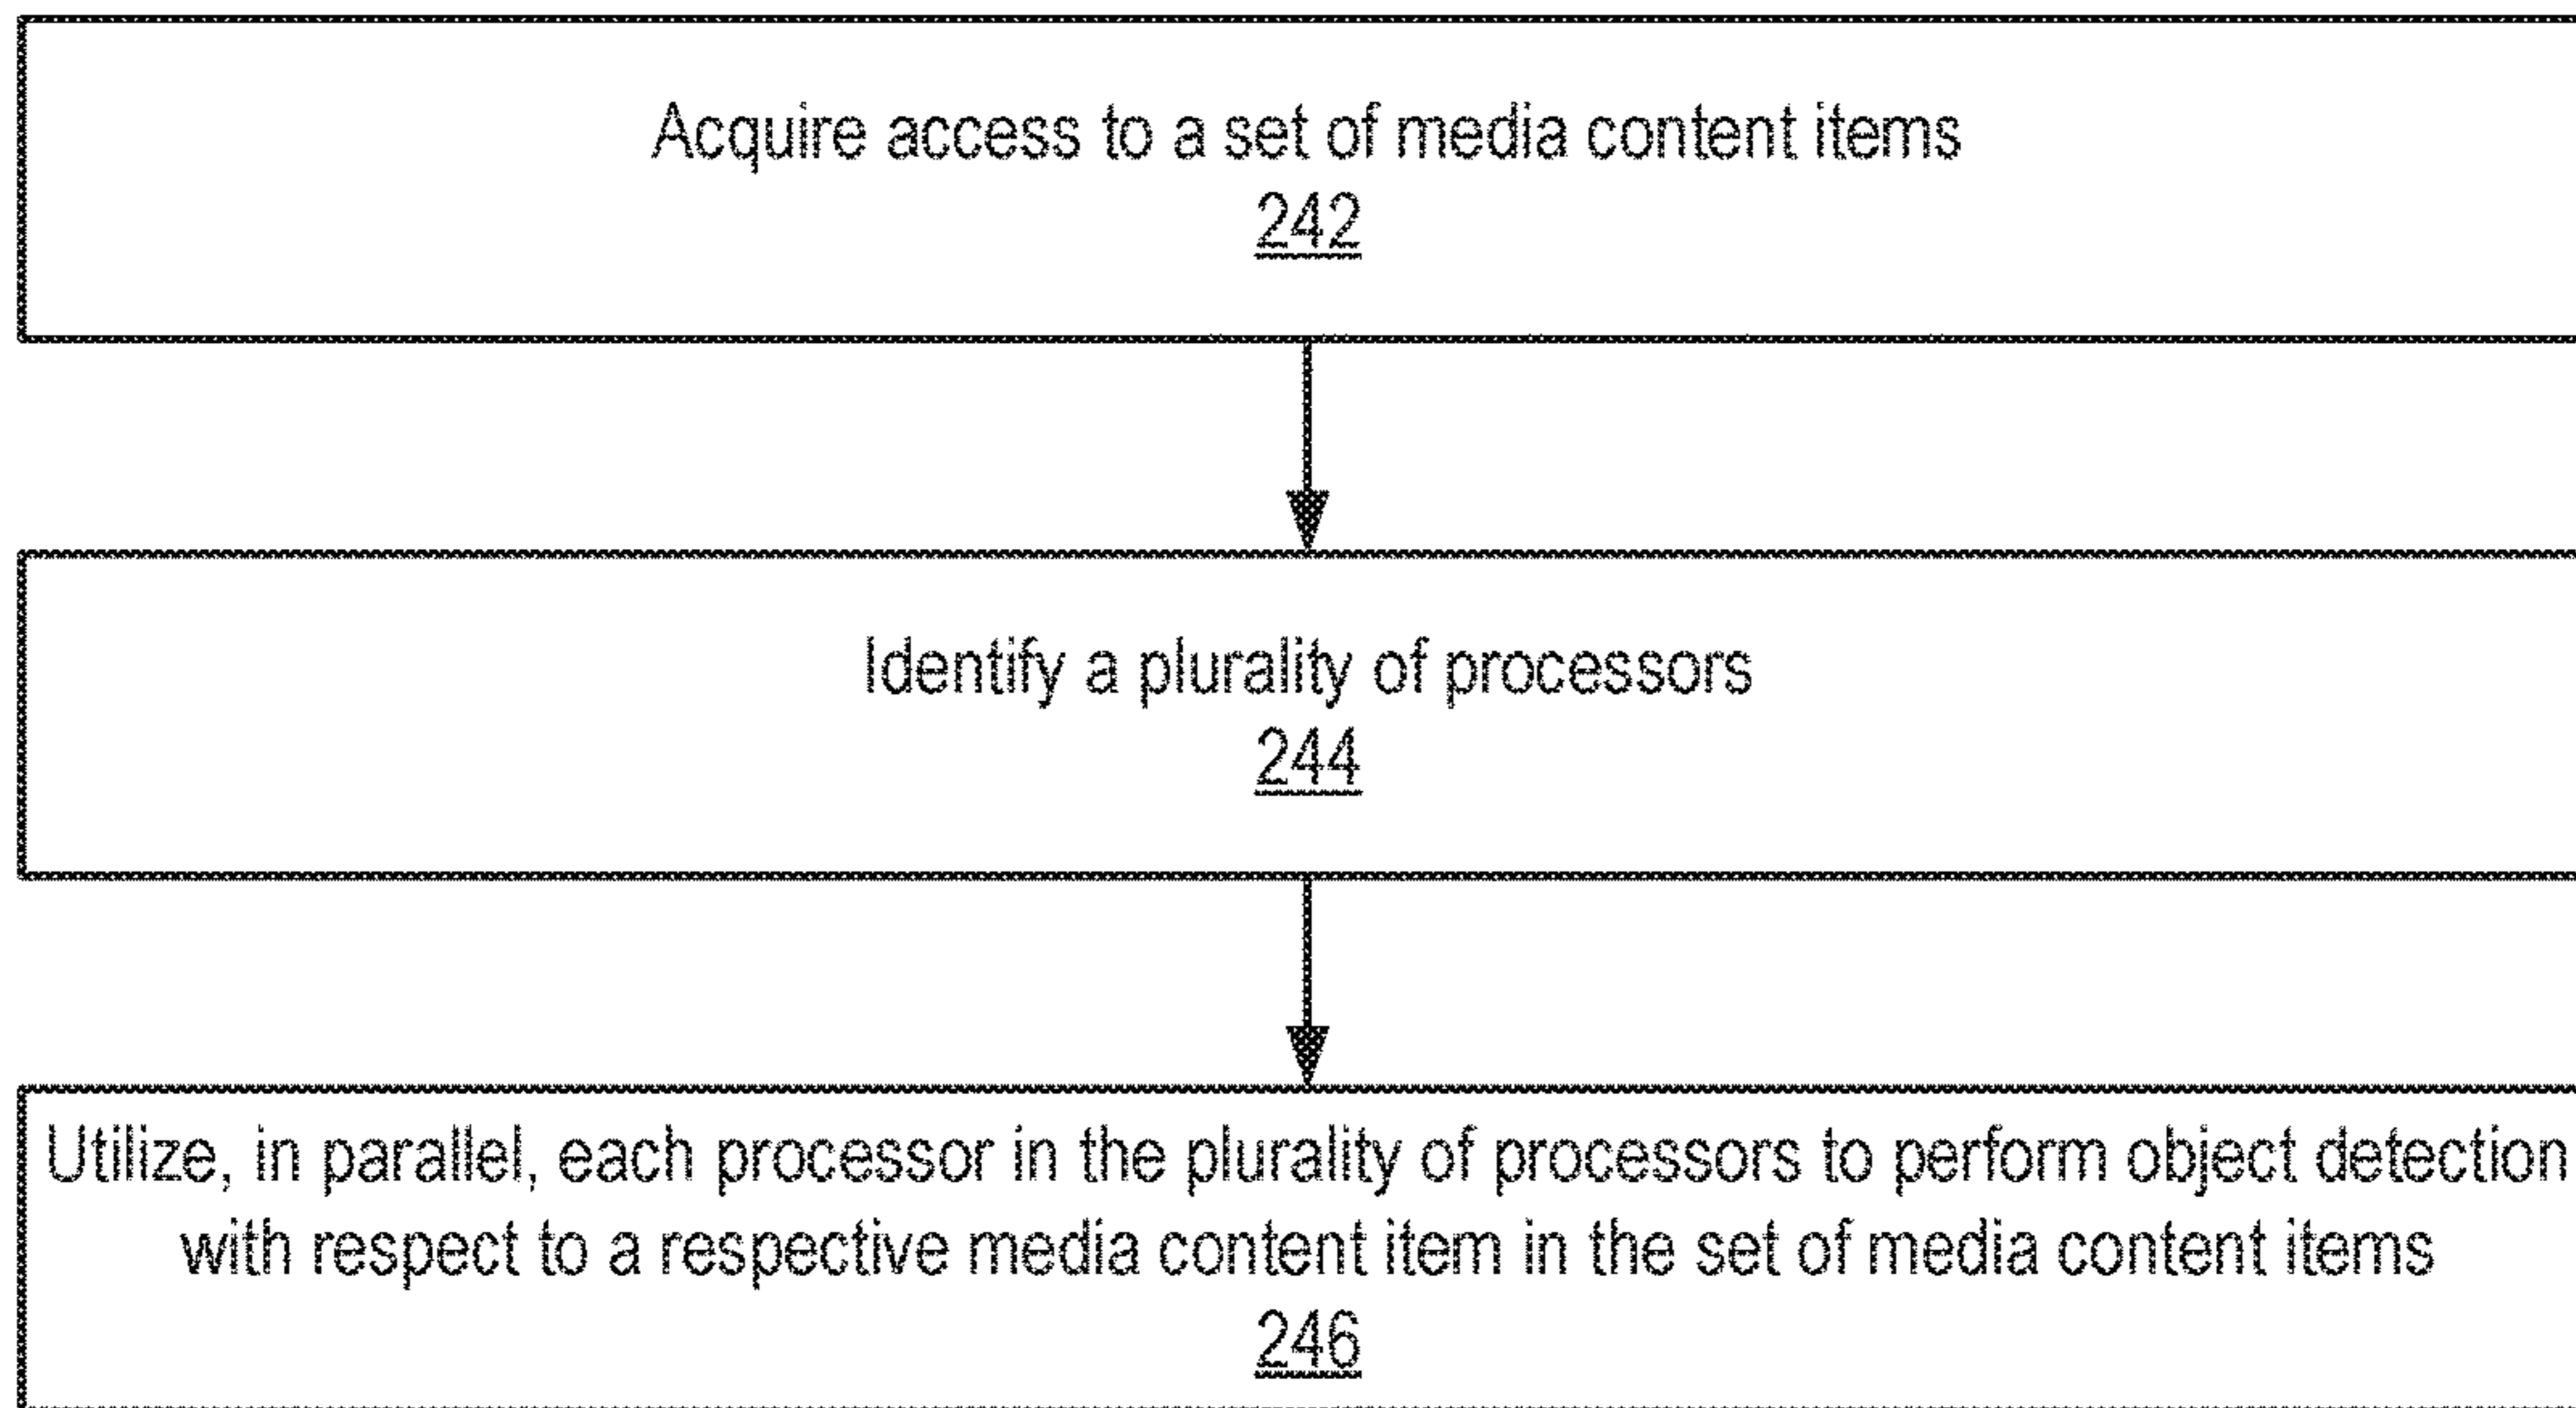 Acquire access to a set of media content items
242
Identify a plurality of processors
244
Utilize, in parallel, each processor in the plurality of processors to perform object detection
with respect to a respective media content item in the set of media content items
246